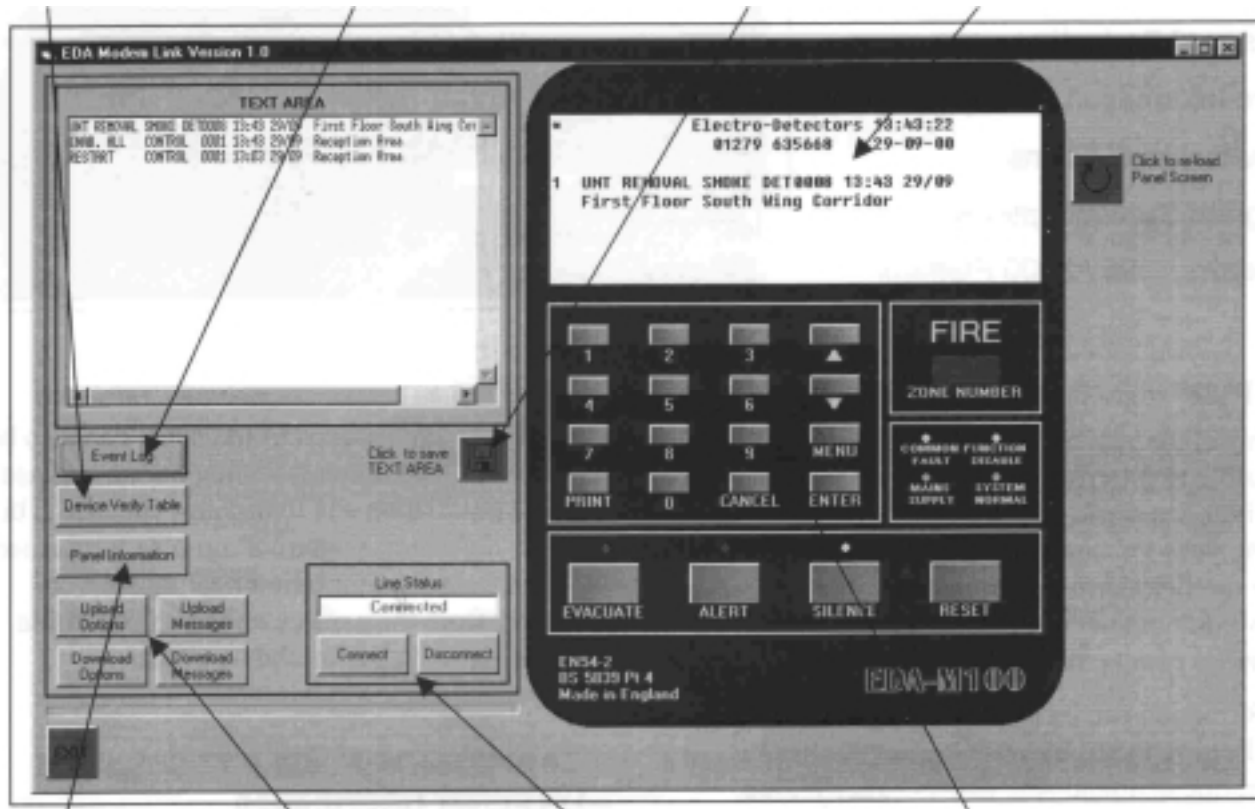 EDA Modem Link Version 1.0
TEXT AREA
UNT REMOVAL SMOKE DET0008 13:43 29/09 First Floor South Wing Cor
ENAB. ALL CONTROL 0001 13:43 29/09 Reception Area
RESTART CONTROL 0001 13:03 29/09 Reception Area
Event Log
Click to save
TEXT AREA
Device Verify Table
Panel Information
Upload
Options
Upload
Messages
Download
Options
Download
Messages
Line Status
Connected
Connect
Disconnect
EXIT
Electro-Detectors 13:43:22
01279 635668 29-09-00
1 UNT REMOVAL SMOKE DET0008 13:43 29/09
First Floor South Wing Corridor
1 2 3
4 5 6
7 8 9 MENU
PRINT 0 CANCEL ENTER
FIRE
ZONE NUMBER
COMMON FAULT
FUNCTION DISABLE
MAINS SUPPLY
SYSTEM NORMAL
EVACUATE ALERT SILENCE RESET
EN54-2
BS 5839 Pt 4
Made in England
EDA-M100
Click to re-load
Panel Screen